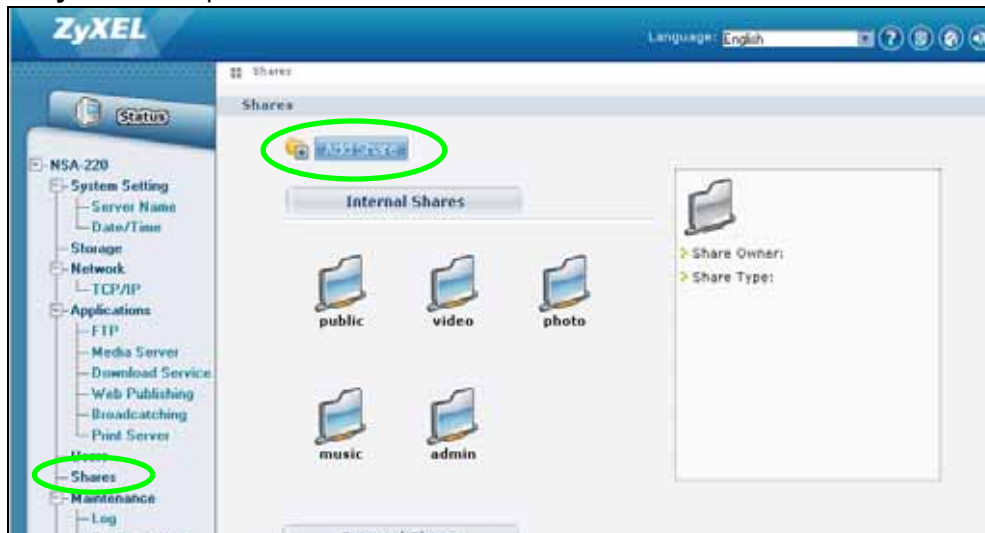 ZyXEL
Language: English
Shares
Status
Shares
Add Share
NSA-220
System Setting
Server Name
Date/Time
Storage
Network
TCP/IP
Applications
FTP
Media Server
Download Service
Web Publishing
Broadcatching
Print Server
Users
Shares
Maintenance
Log
Internal Shares
public
video
photo
music
admin
Share Owner:
Share Type: